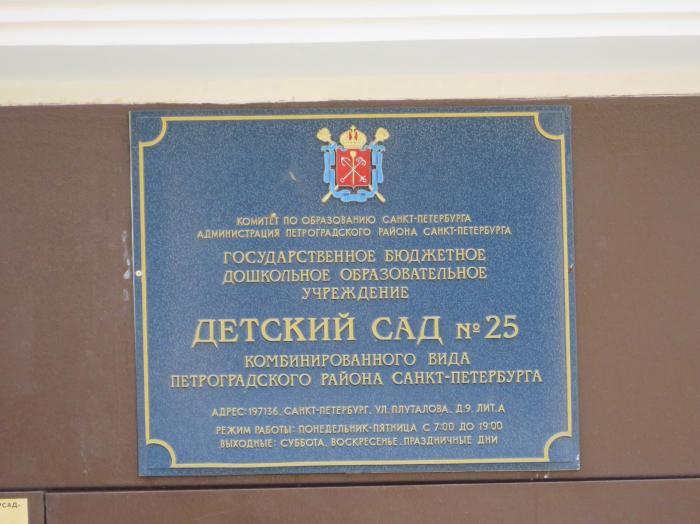 КОМИТЕТ ПО ОБРАЗОВАНИЮ САНКТ-ПЕТЕРБУРГА
АДМИНИСТРАЦИЯ ПЕТРОГРАДСКОГО РАЙОНА САНКТ-ПЕТЕРБУРГА
ГОСУДАРСТВЕННОЕ БЮДЖЕТНОЕ
ДОШКОЛЬНОЕ ОБРАЗОВАТЕЛЬНОЕ
УЧРЕЖДЕНИЕ
ДЕТСКИЙ САД №25
КОМБИНИРОВАННОГО ВИДА
ПЕТРОГРАДСКОГО РАЙОНА САНКТ-ПЕТЕРБУРГА
АДРЕС: 197136, САНКТ-ПЕТЕРБУРГ, УЛ. ПЛУТАЛОВА, Д.9, ЛИТ.А
РЕЖИМ РАБОТЫ: ПОНЕДЕЛЬНИК-ПЯТНИЦА С 7:00 ДО 19:00
ВЫХОДНЫЕ: СУББОТА, ВОСКРЕСЕНЬЕ, ПРАЗДНИЧНЫЕ ДНИ